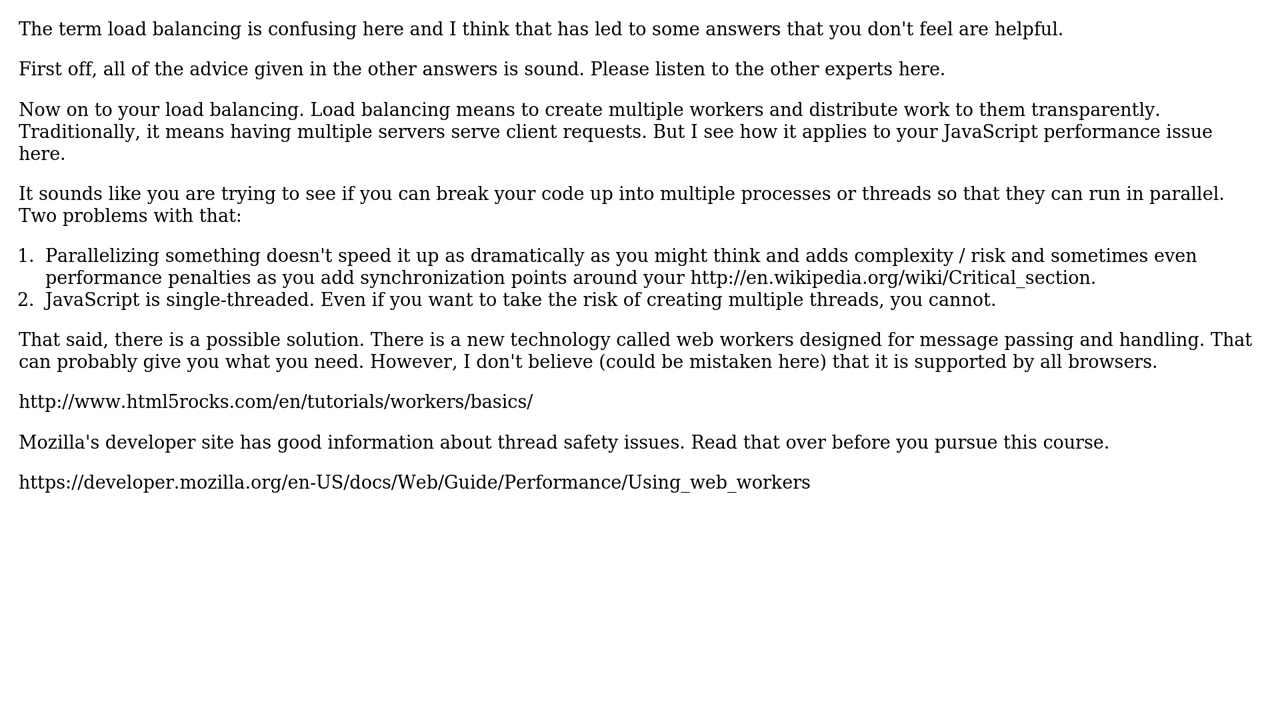 The term load balancing is confusing here and I think that has led to some answers that you don't feel are helpful.
First off, all of the advice given in the other answers is sound. Please listen to the other experts here.
Now on to your load balancing. Load balancing means to create multiple workers and distribute work to them transparently.
Traditionally, it means having multiple servers serve client requests. But I see how it applies to your JavaScript performance issue
here.
It sounds like you are trying to see if you can break your code up into multiple processes or threads so that they can run in parallel.
Two problems with that:
1. Parallelizing something doesn't speed it up as dramatically as you might think and adds complexity / risk and sometimes even
performance penalties as you add synchronization points around your http://en.wikipedia.org/wiki/Critical_section.
2. JavaScript is single-threaded. Even if you want to take the risk of creating multiple threads, you cannot.
That said, there is a possible solution. There is a new technology called web workers designed for message passing and handling. That
can probably give you what you need. However, I don't believe (could be mistaken here) that it is supported by all browsers.
http://www.html5rocks.com/en/tutorials/workers/basics/
Mozilla's developer site has good information about thread safety issues. Read that over before you pursue this course.
https://developer.mozilla.org/en-US/docs/Web/Guide/Performance/Using_web_workers